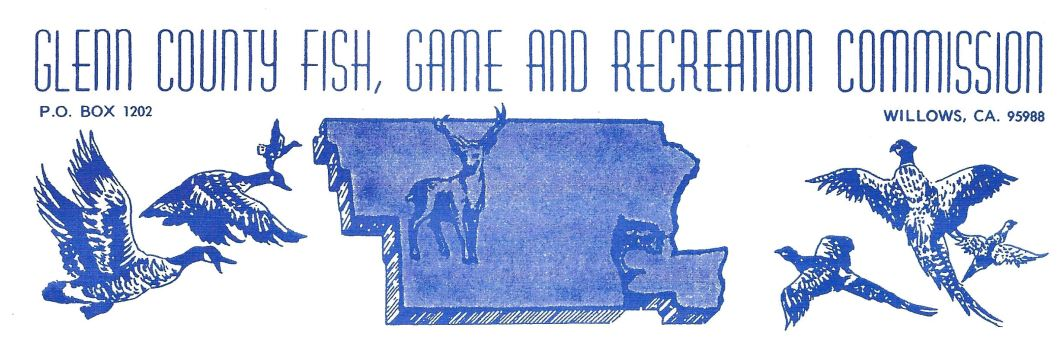 GLENN COUNTY FISH, GAME AND RECREATION COMMISSION
P.O. BOX 1202
WILLOWS, CA. 95988